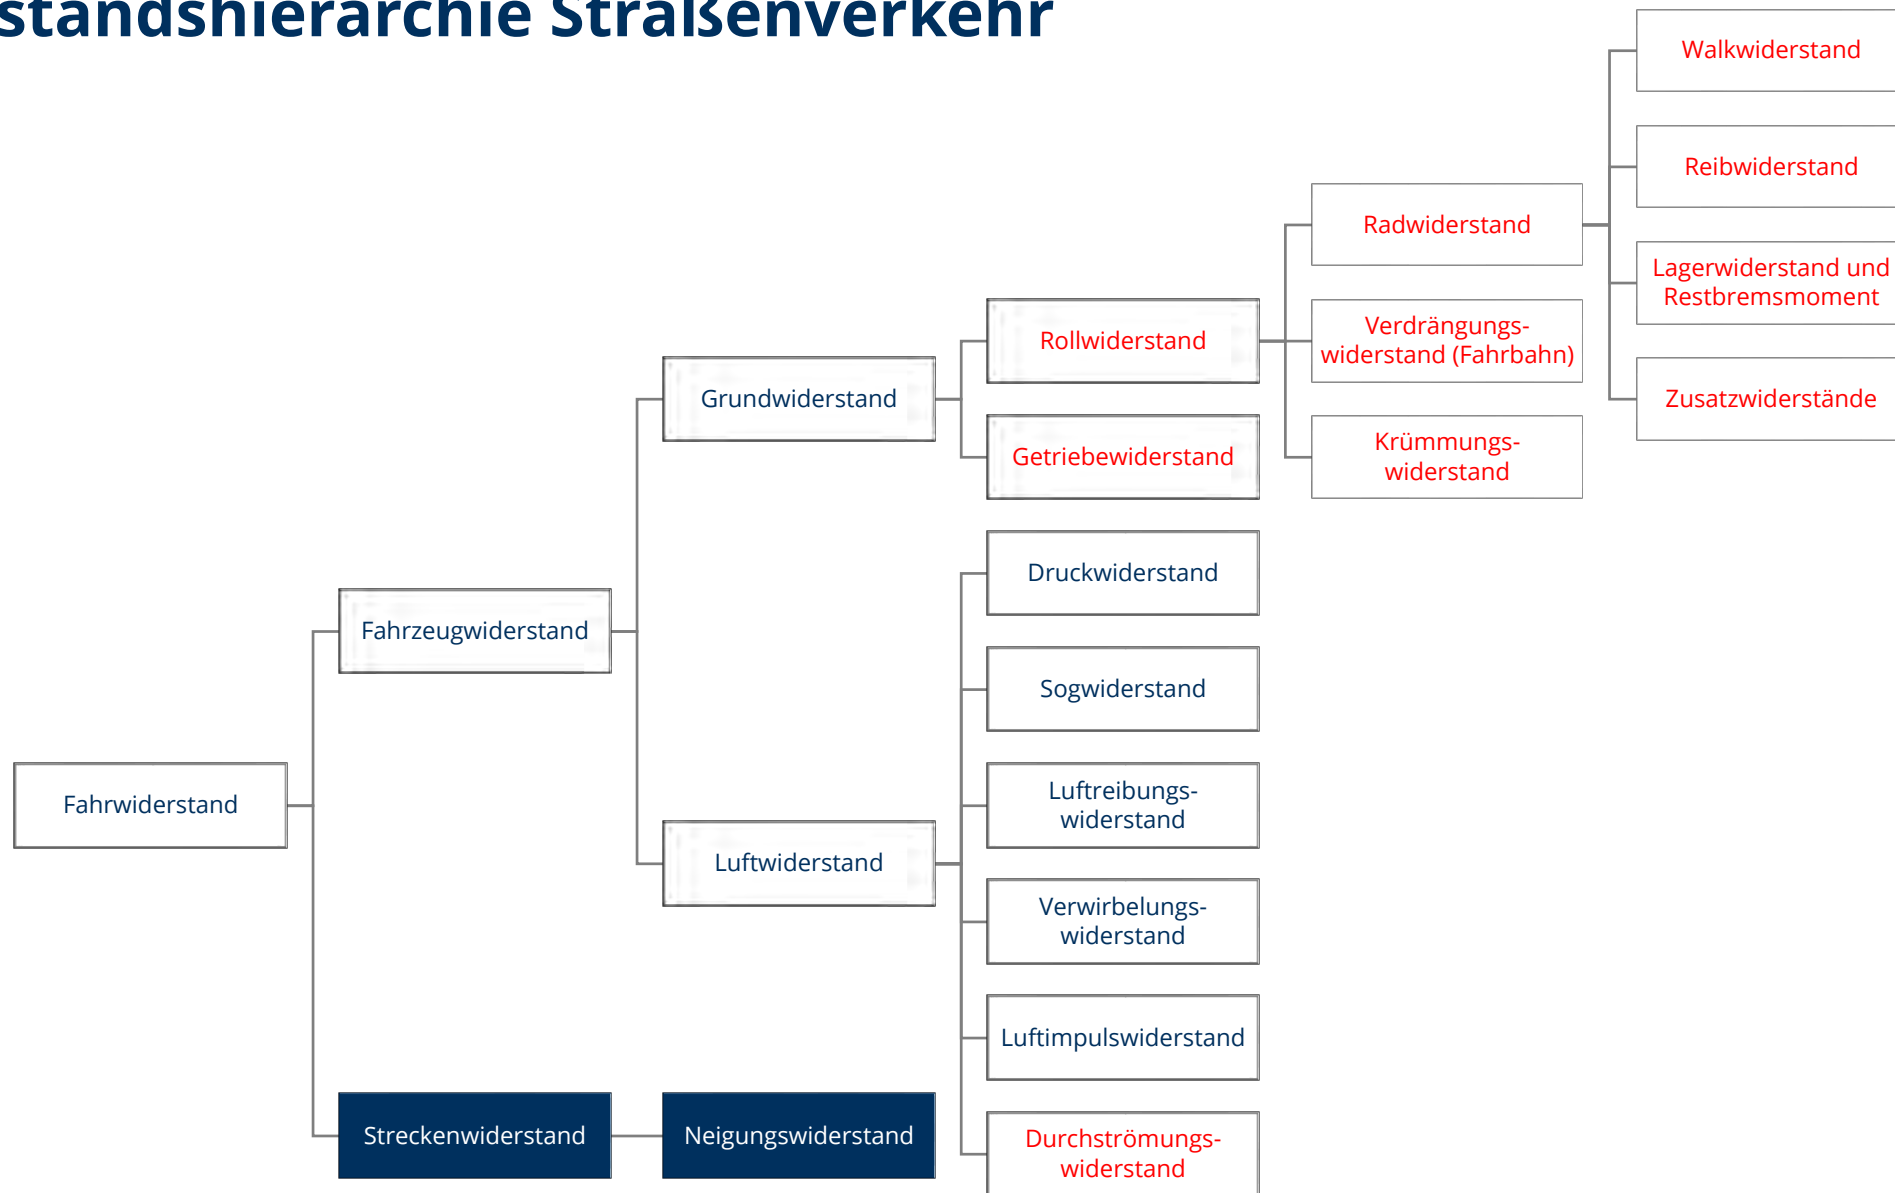 standshierarchie Straßenverkehr
Walkwiderstand
Reibwiderstand
Radwiderstand
Lagerwiderstand und
Restbremsmoment
Rollwiderstand
Verdrängungs-
widerstand (Fahrbahn)
Grundwiderstand
Zusatzwiderstände
Getriebewiderstand
Krümmungs-
widerstand
Druckwiderstand
Fahrzeugwiderstand
Sogwiderstand
Fahrwiderstand
Luftreibungs-
widerstand
Luftwiderstand
Verwirbelungs-
widerstand
Luftimpulswiderstand
Streckenwiderstand
Neigungswiderstand
Durchströmungs-
widerstand